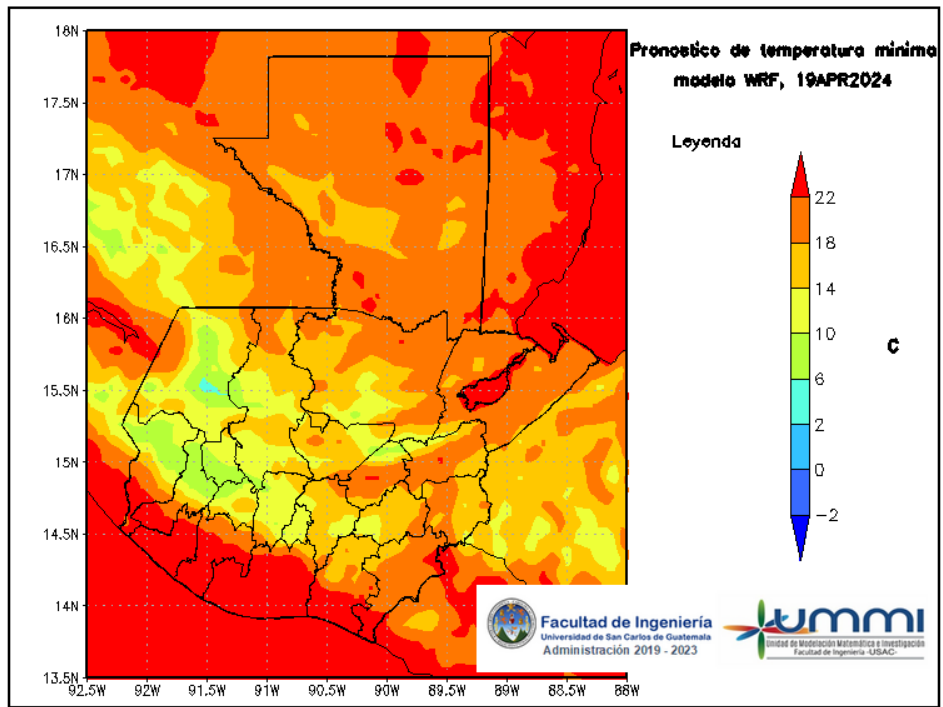 Pronostico de temperatura minima
modelo WRF, 19APR2024
Leyenda
22
18
14
10
6
2
0
-2
C
18N
17.5N
17N
16.5N
16N
15.5N
15N
14.5N
14N
13.5N
92.5W
92W
91.5W
91W
90.5W
90W
89.5W
89W
88.5W
88W
Facultad de Ingeniería
Universidad de San Carlos de Guatemala
Administración 2019 - 2023
UMMI
Unidad de Modelación Matemática e Investigación
Facultad de Ingeniería -USAC-